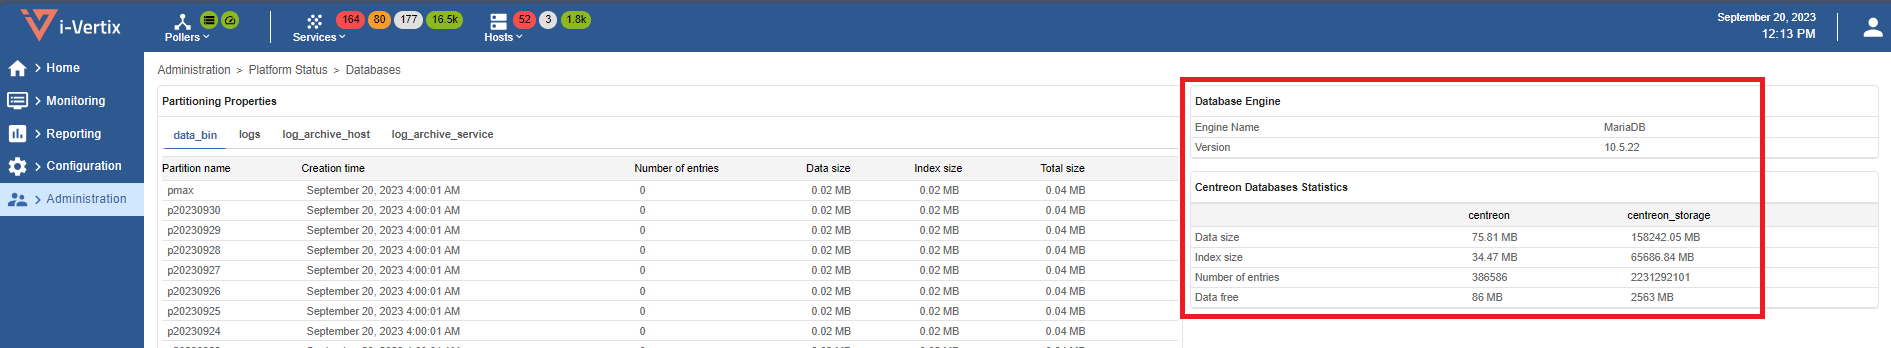 i-Vertix
Pollers
Services
164 80 177 16.5k
Hosts
52 3 1.8k
September 20, 2023
12:13 PM
Home
Monitoring
Reporting
Configuration
Administration
Administration > Platform Status > Databases
Partitioning Properties
data_bin logs log_archive_host log_archive_service
Partition name Creation time Number of entries Data size Index size Total size
pmax September 20, 2023 4:00:01 AM 0 0.02 MB 0.02 MB 0.04 MB
p20230930 September 20, 2023 4:00:01 AM 0 0.02 MB 0.02 MB 0.04 MB
p20230929 September 20, 2023 4:00:01 AM 0 0.02 MB 0.02 MB 0.04 MB
p20230928 September 20, 2023 4:00:01 AM 0 0.02 MB 0.02 MB 0.04 MB
p20230927 September 20, 2023 4:00:01 AM 0 0.02 MB 0.02 MB 0.04 MB
p20230926 September 20, 2023 4:00:01 AM 0 0.02 MB 0.02 MB 0.04 MB
p20230925 September 20, 2023 4:00:01 AM 0 0.02 MB 0.02 MB 0.04 MB
p20230924 September 20, 2023 4:00:01 AM 0 0.02 MB 0.02 MB 0.04 MB
Database Engine
Engine Name MariaDB
Version 10.5.22
Centreon Databases Statistics
centreon centreon_storage
Data size 75.81 MB 158242.05 MB
Index size 34.47 MB 65686.84 MB
Number of entries 386586 2231292101
Data free 86 MB 2563 MB